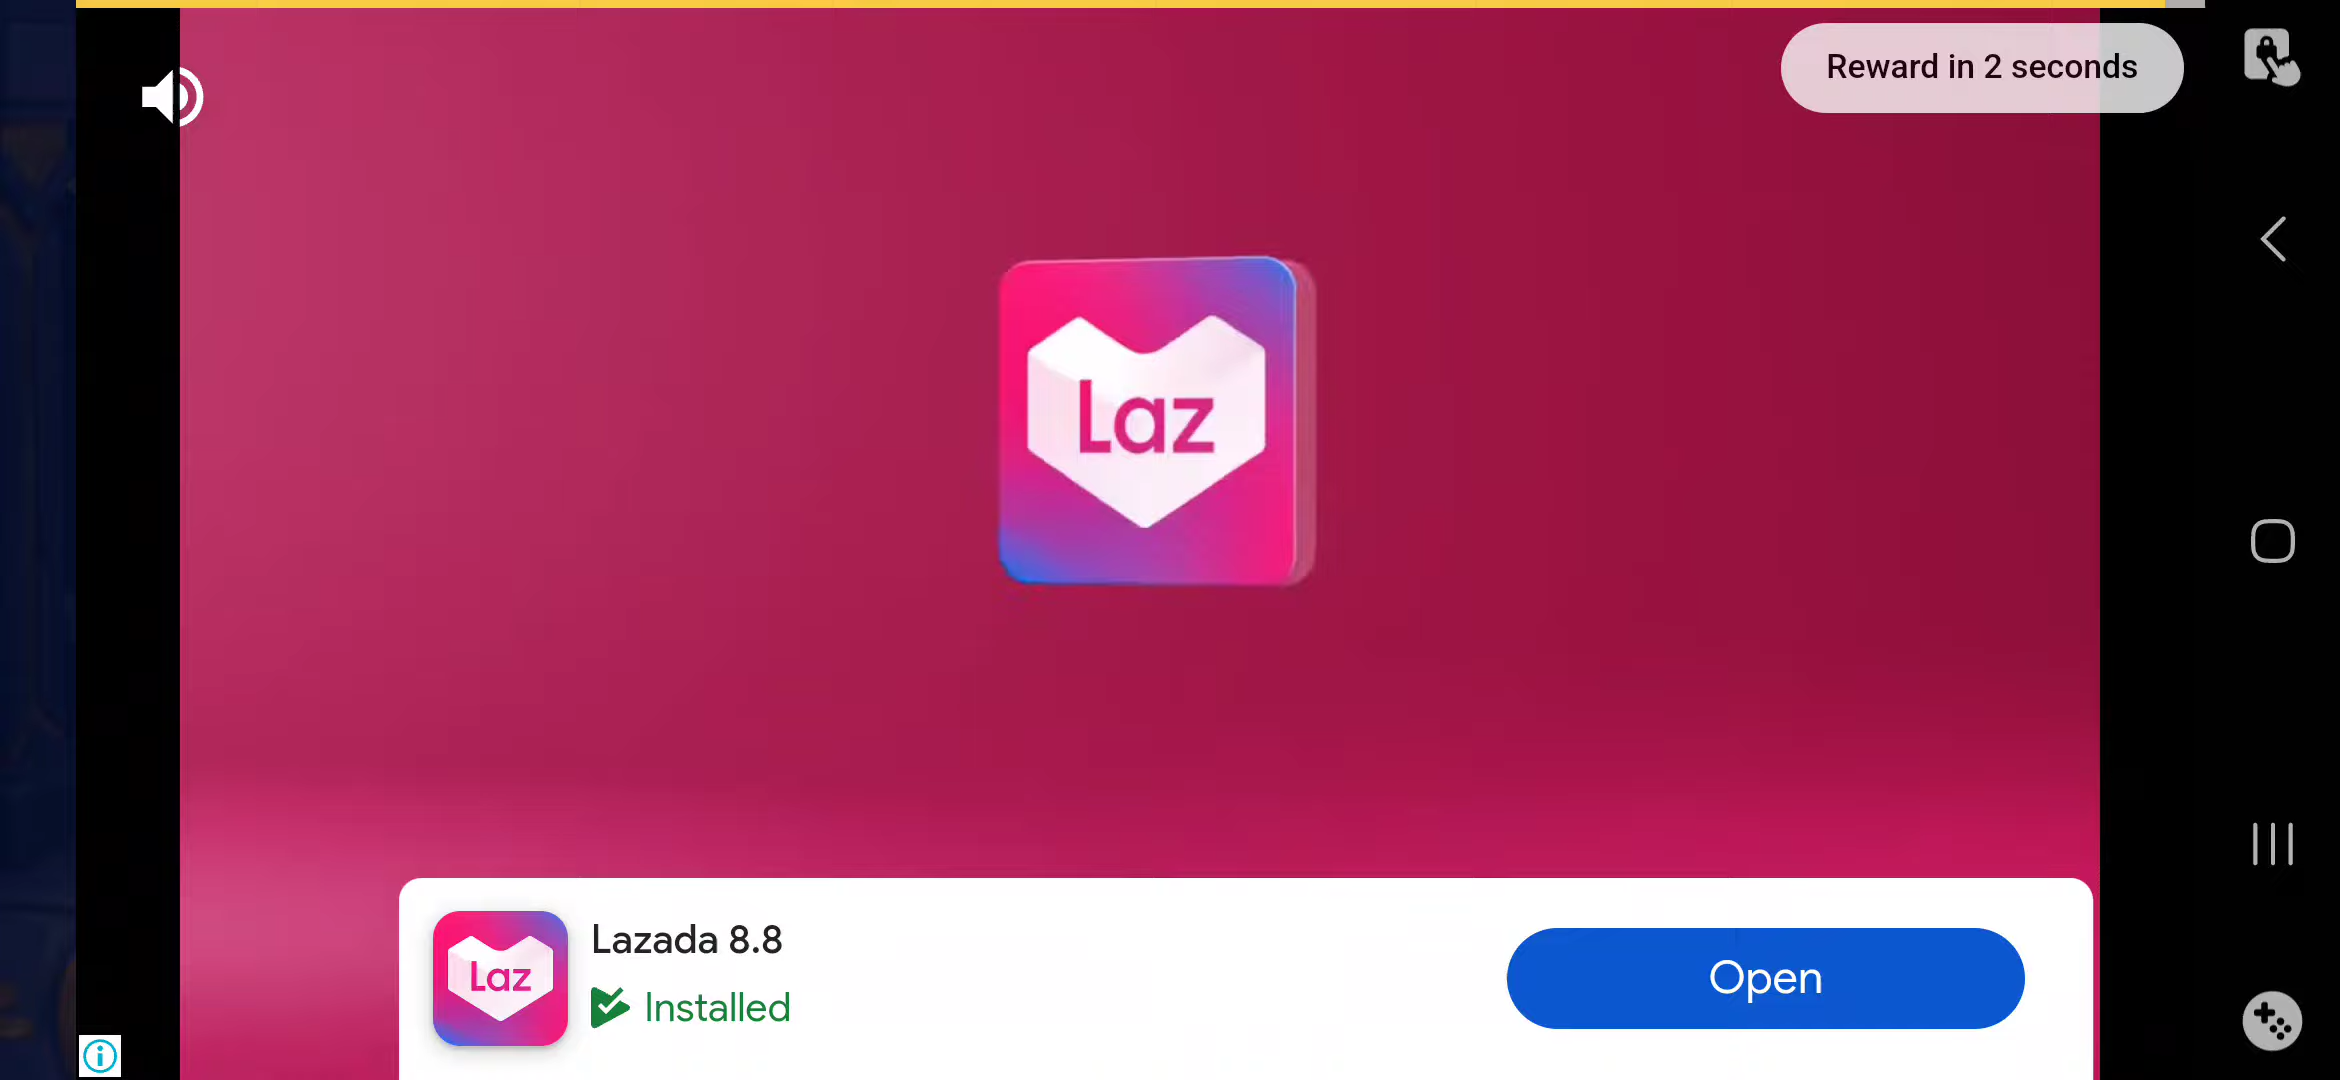 Reward in 2 seconds
Laz
Laz
Lazada 8.8
Installed
Open